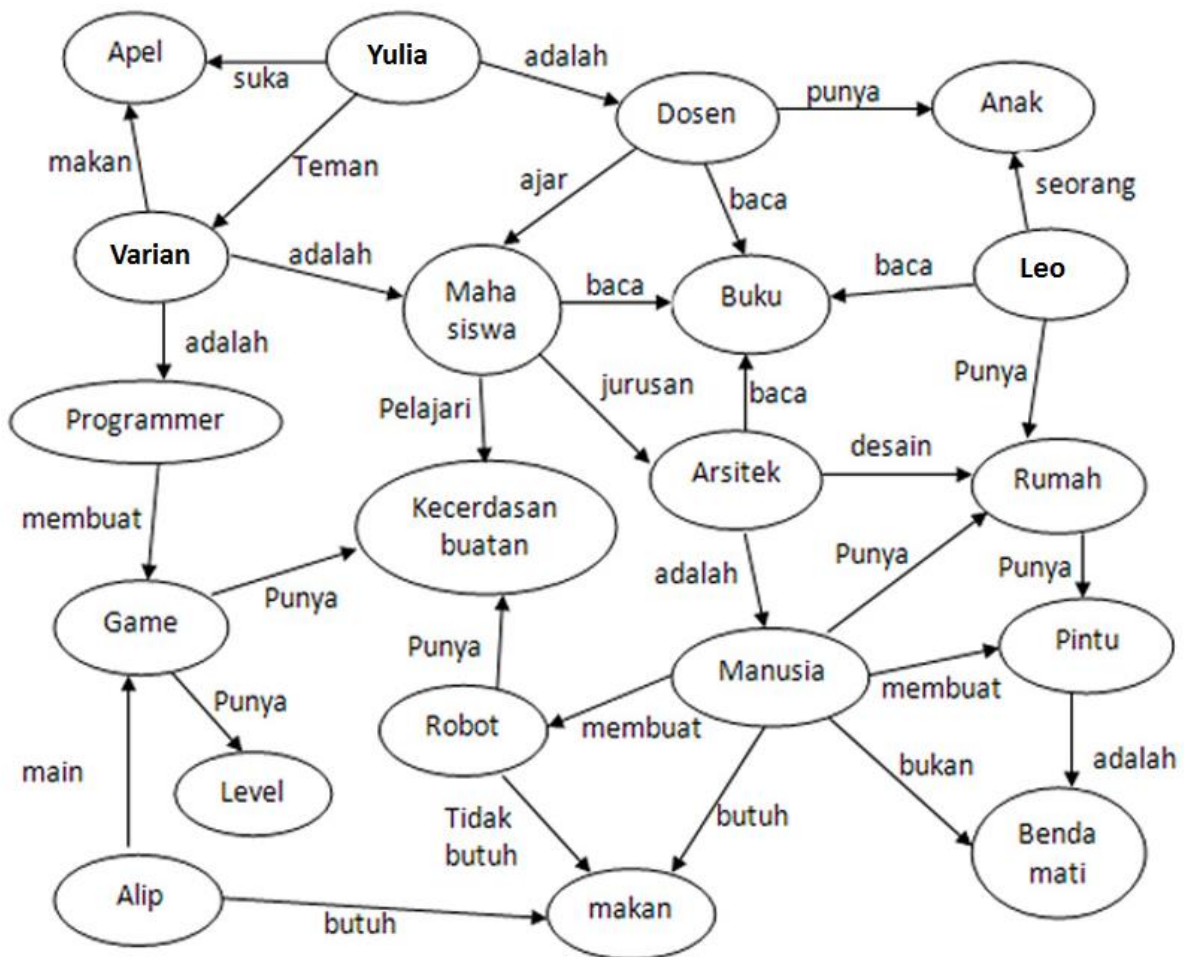 Apel
suka
Yulia
adalah
Dosen
punya
Anak
makan
Teman
ajar
baca
seorang
Varian
adalah
Maha
siswa
baca
Buku
baca
Leo
adalah
Programmer
Pelajari
jurusan
baca
Punya
Arsitek
desain
Rumah
membuat
Kecerdasan
buatan
adalah
Punya
Punya
Game
Punya
Punya
Manusia
membuat
Pintu
Punya
Robot
membuat
main
Level
bukan
adalah
Tidak
butuh
butuh
Benda
mati
Alip
butuh
makan